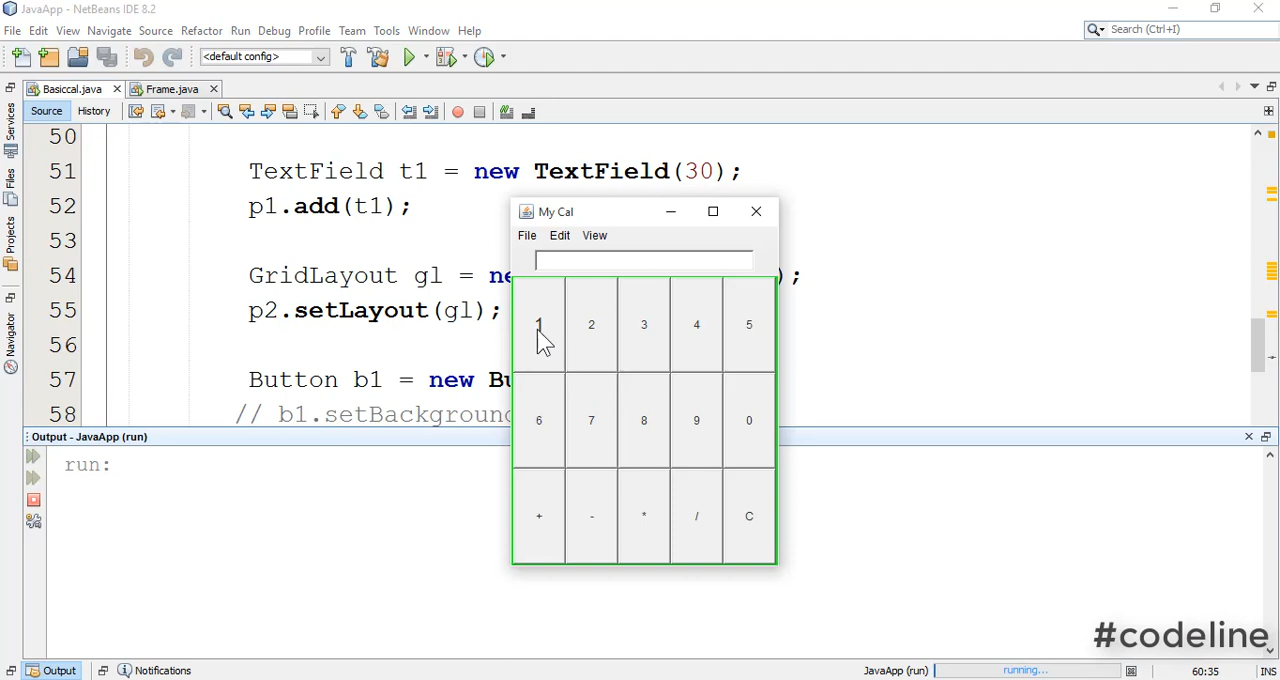 JavaApp - NetBeans IDE 8.2
File Edit View Navigate Source Refactor Run Debug Profile Team Tools Window Help
Search (Ctrl+I)
<default config>
Basiccal.java
Frame.java
Source History
Services
Files
Projects
Navigator
50
51 TextField t1 = new TextField(30);
52 p1.add(t1);
53
54 GridLayout gl = ne );
55 p2.setLayout(gl);
56
57 Button b1 = new Bu
58 // b1.setBackground
My Cal
File Edit View
1 2 3 4 5
6 7 8 9 0
+ - * / C
Output - JavaApp (run)
run:
#codeline
Output
Notifications
JavaApp (run)
running...
60:35
INS